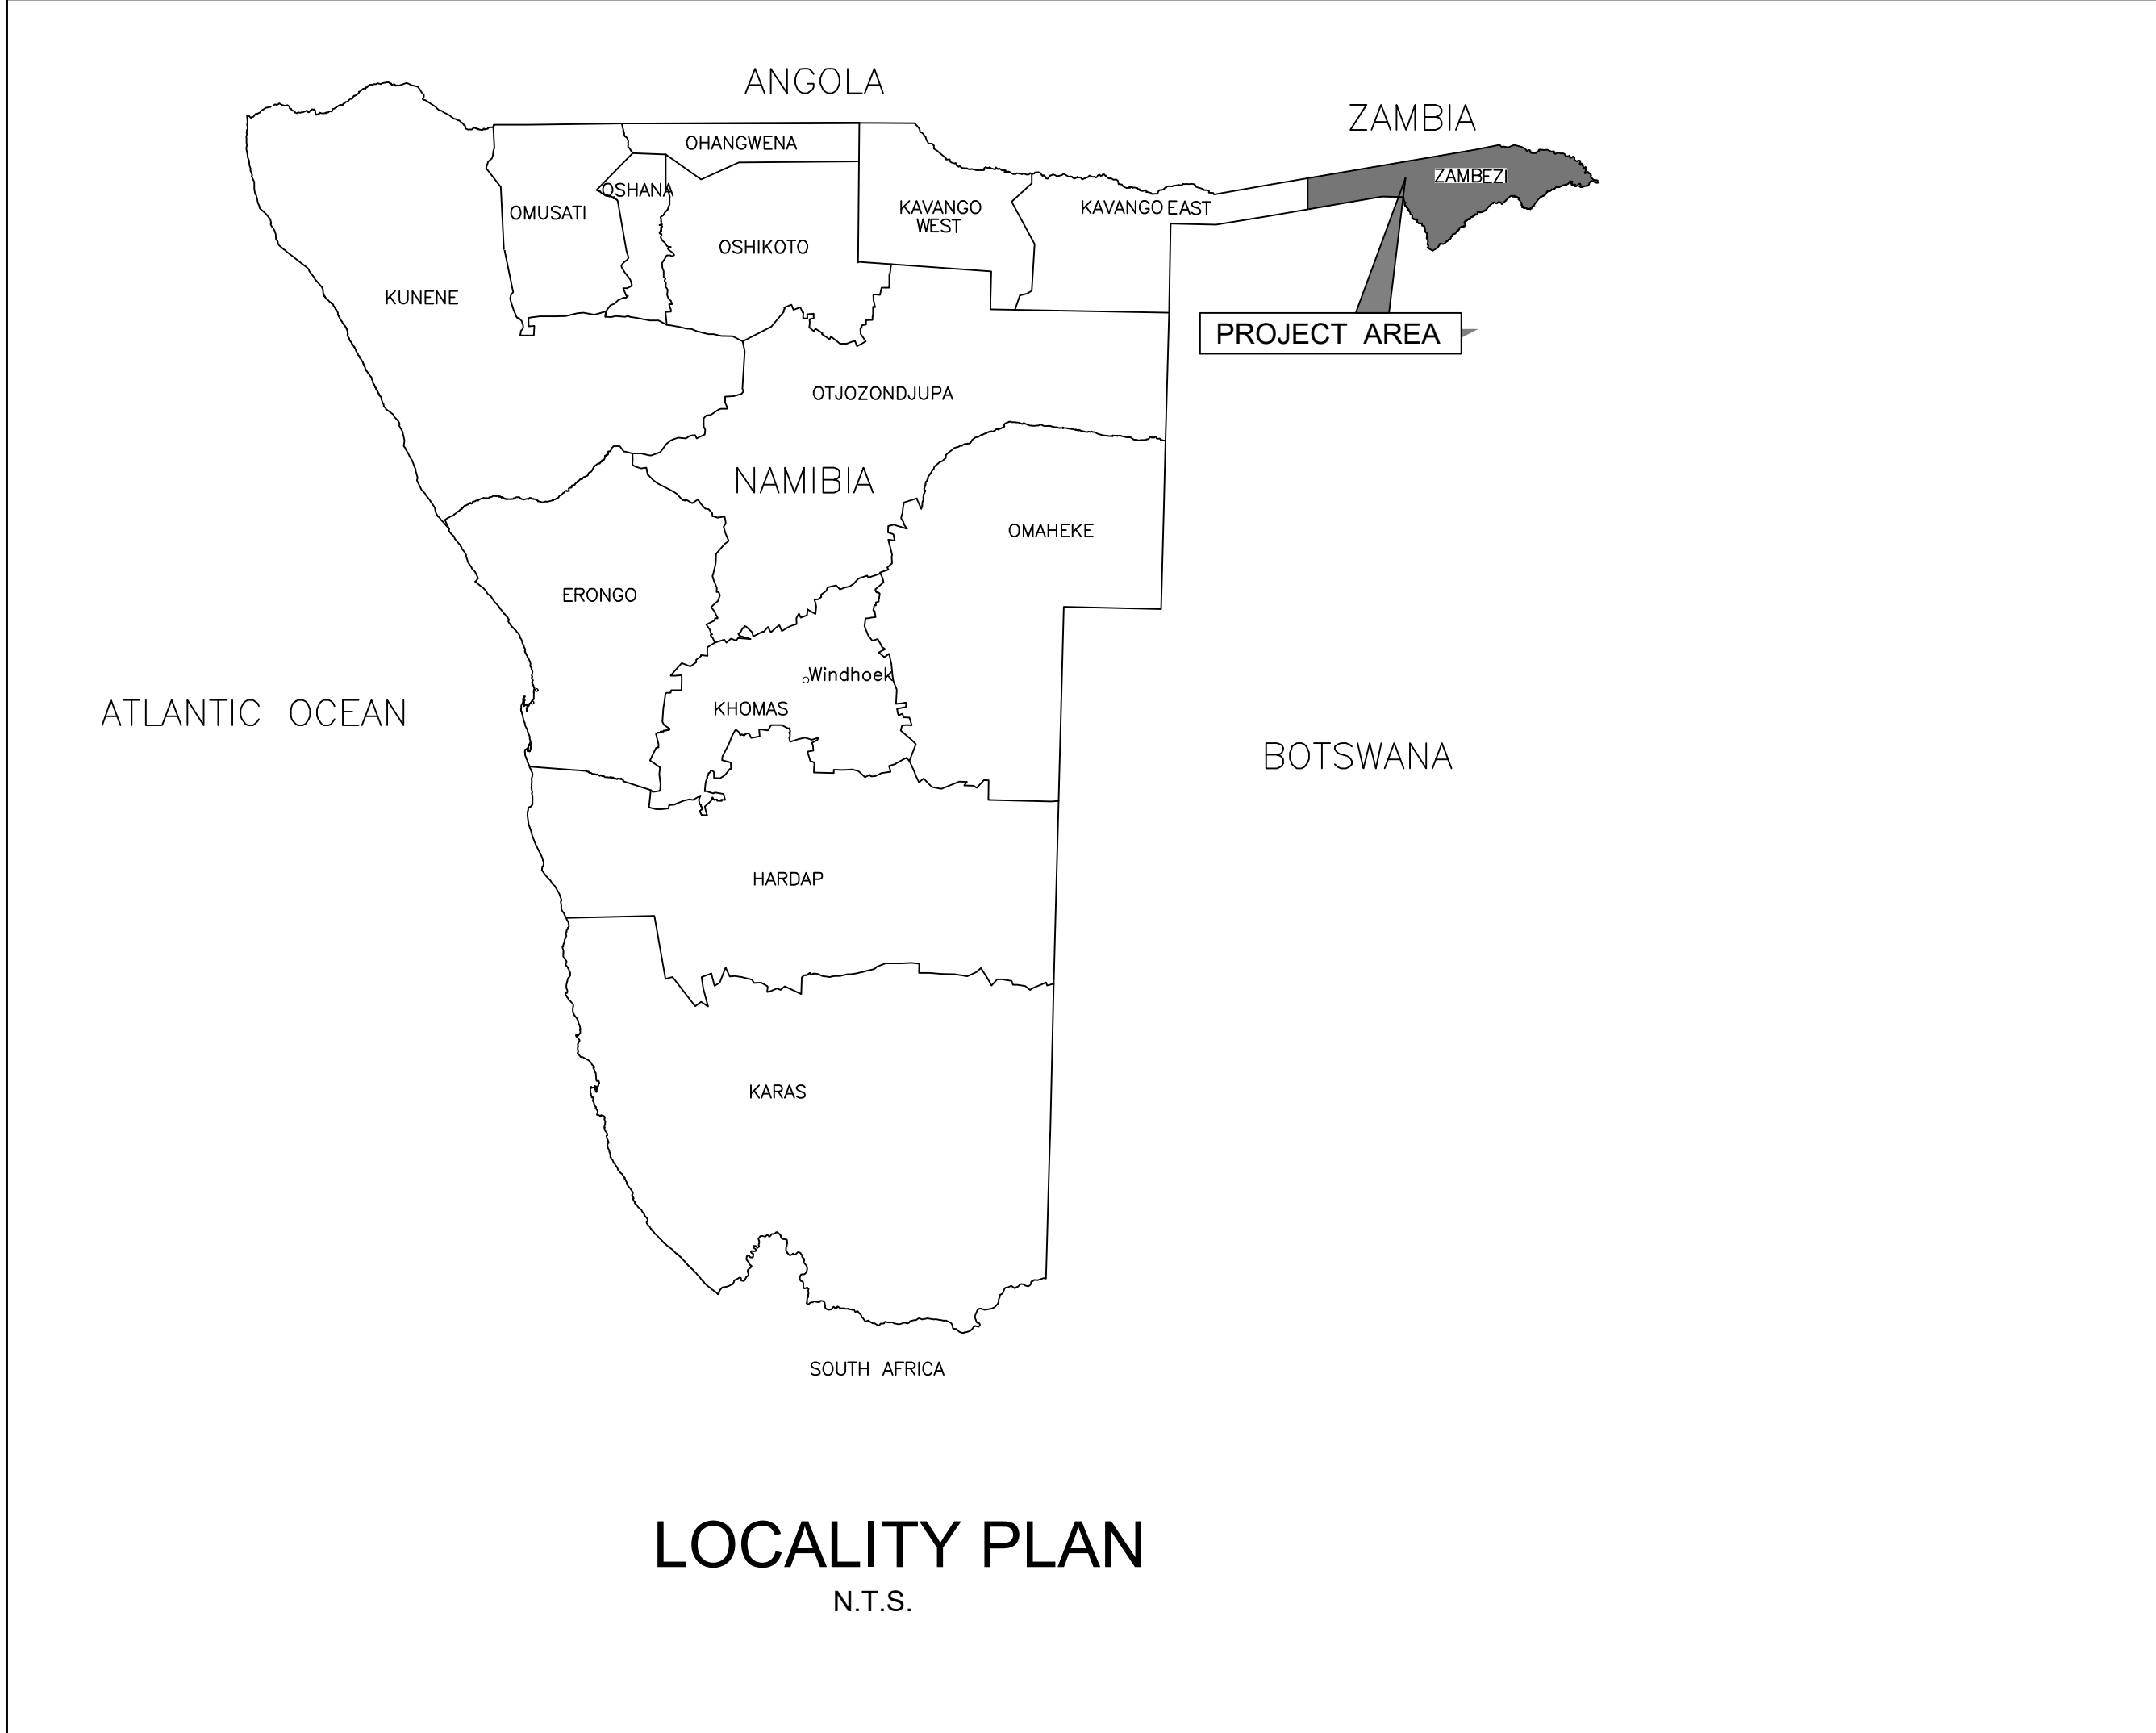 ANGOLA
ZAMBIA
OHANGWENA
ZAMBEZI
OSHANA
OMUSATI
KAVANGO
WEST
KAVANGO EAST
OSHIKOTO
KUNENE
PROJECT AREA
OTJOZONDJUPA
NAMIBIA
OMAHEKE
ERONGO
Windhoek
KHOMAS
ATLANTIC OCEAN
BOTSWANA
HARDAP
KARAS
SOUTH AFRICA
LOCALITY PLAN
N.T.S.